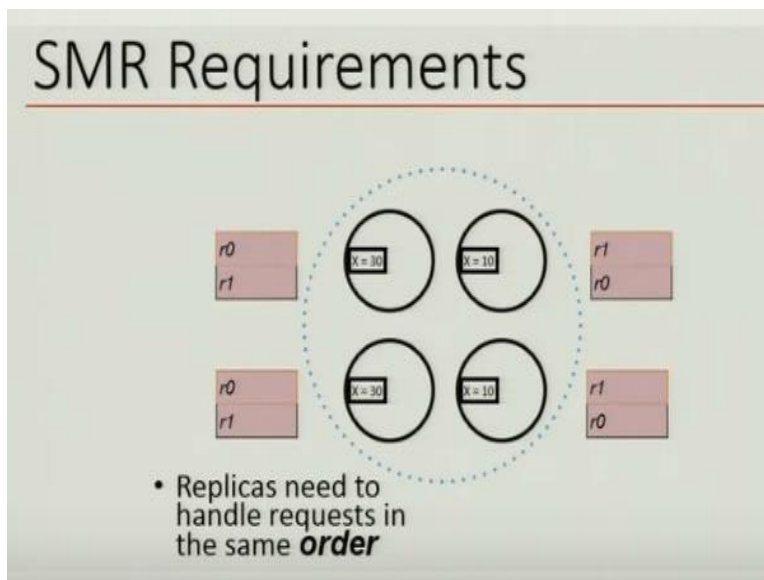 SMR Requirements
r0
r1
X = 30
X = 10
r1
r0
r0
r1
X = 30
X = 10
r1
r0
• Replicas need to
handle requests in
the same order